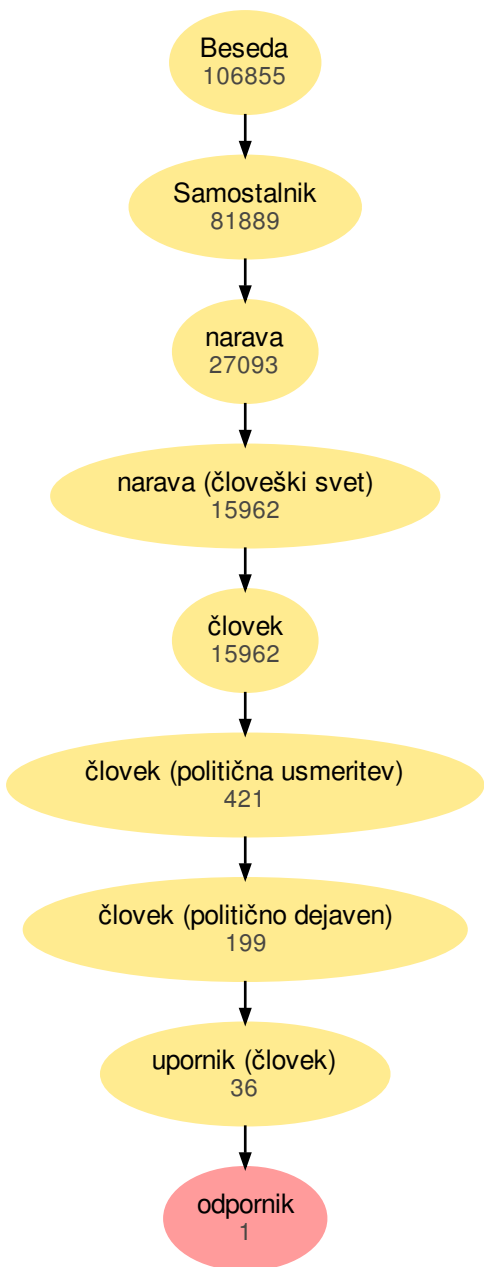 Beseda
106855
Samostalnik
81889
narava
27093
narava (človeški svet)
15962
človek
15962
človek (politična usmeritev)
421
človek (politično dejaven)
199
upornik (človek)
36
odpornik
1